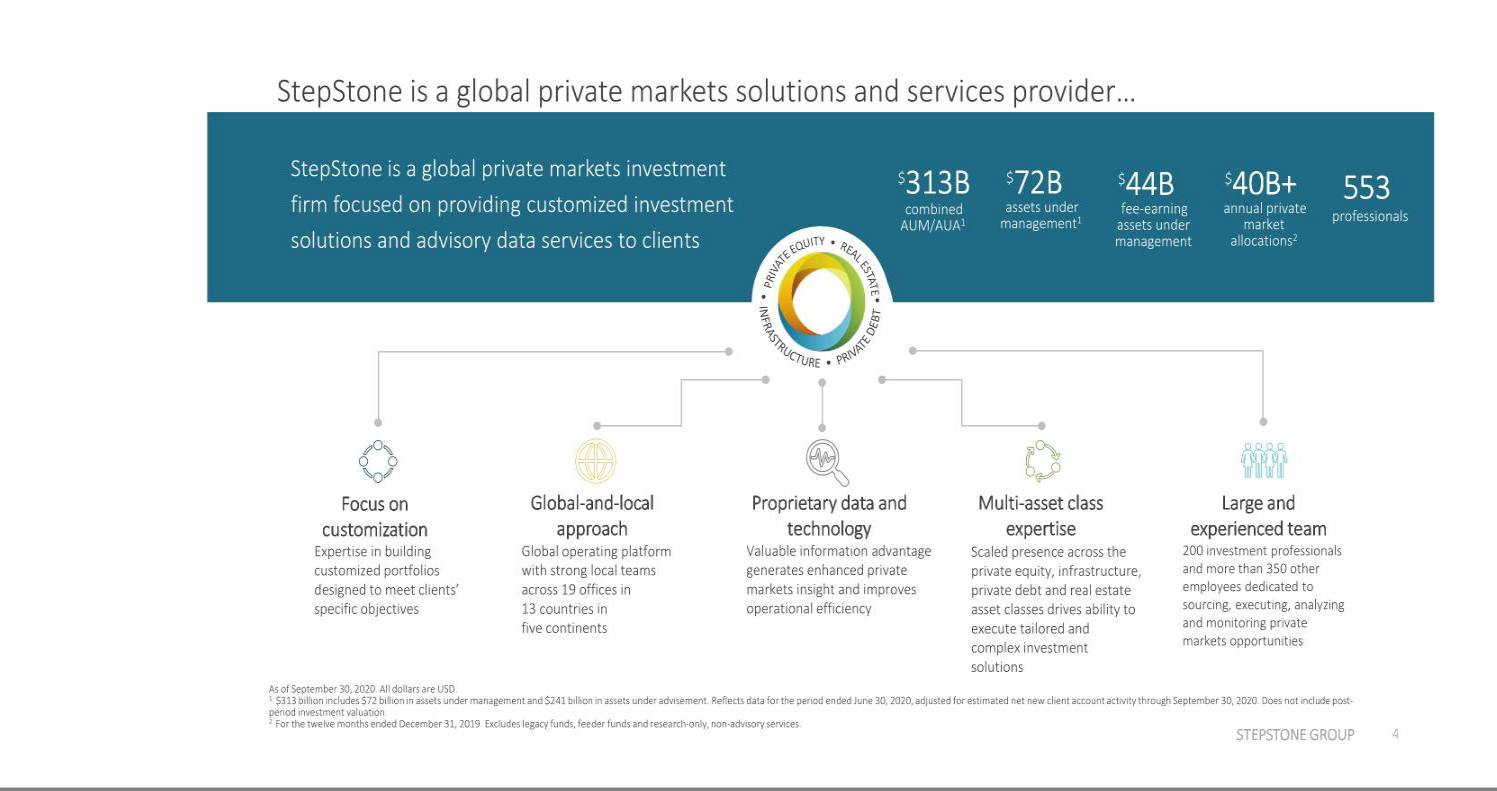 StepStone is a global private markets solutions and services provider…
StepStone is a global private markets investment
firm focused on providing customized investment
solutions and advisory data services to clients
$313B
combined
AUM/AUA1
$72B
assets under
management1
$44B
fee-earning
assets under
management
$40B+
annual private
market
allocations2
553
professionals
• PRIVATE EQUITY • REAL ESTATE • PRIVATE DEBT • INFRASTRUCTURE
Focus on
customization
Expertise in building
customized portfolios
designed to meet clients’
specific objectives
Global-and-local
approach
Global operating platform
with strong local teams
across 19 offices in
13 countries in
five continents
Proprietary data and
technology
Valuable information advantage
generates enhanced private
markets insight and improves
operational efficiency
Multi-asset class
expertise
Scaled presence across the
private equity, infrastructure,
private debt and real estate
asset classes drives ability to
execute tailored and
complex investment
solutions
Large and
experienced team
200 investment professionals
and more than 350 other
employees dedicated to
sourcing, executing, analyzing
and monitoring private
markets opportunities
As of September 30, 2020. All dollars are USD.
1 $313 billion includes $72 billion in assets under management and $241 billion in assets under advisement. Reflects data for the period ended June 30, 2020, adjusted for estimated net new client account activity through September 30, 2020. Does not include post-
period investment valuation.
2 For the twelve months ended December 31, 2019. Excludes legacy funds, feeder funds and research-only, non-advisory services.
STEPSTONE GROUP 4